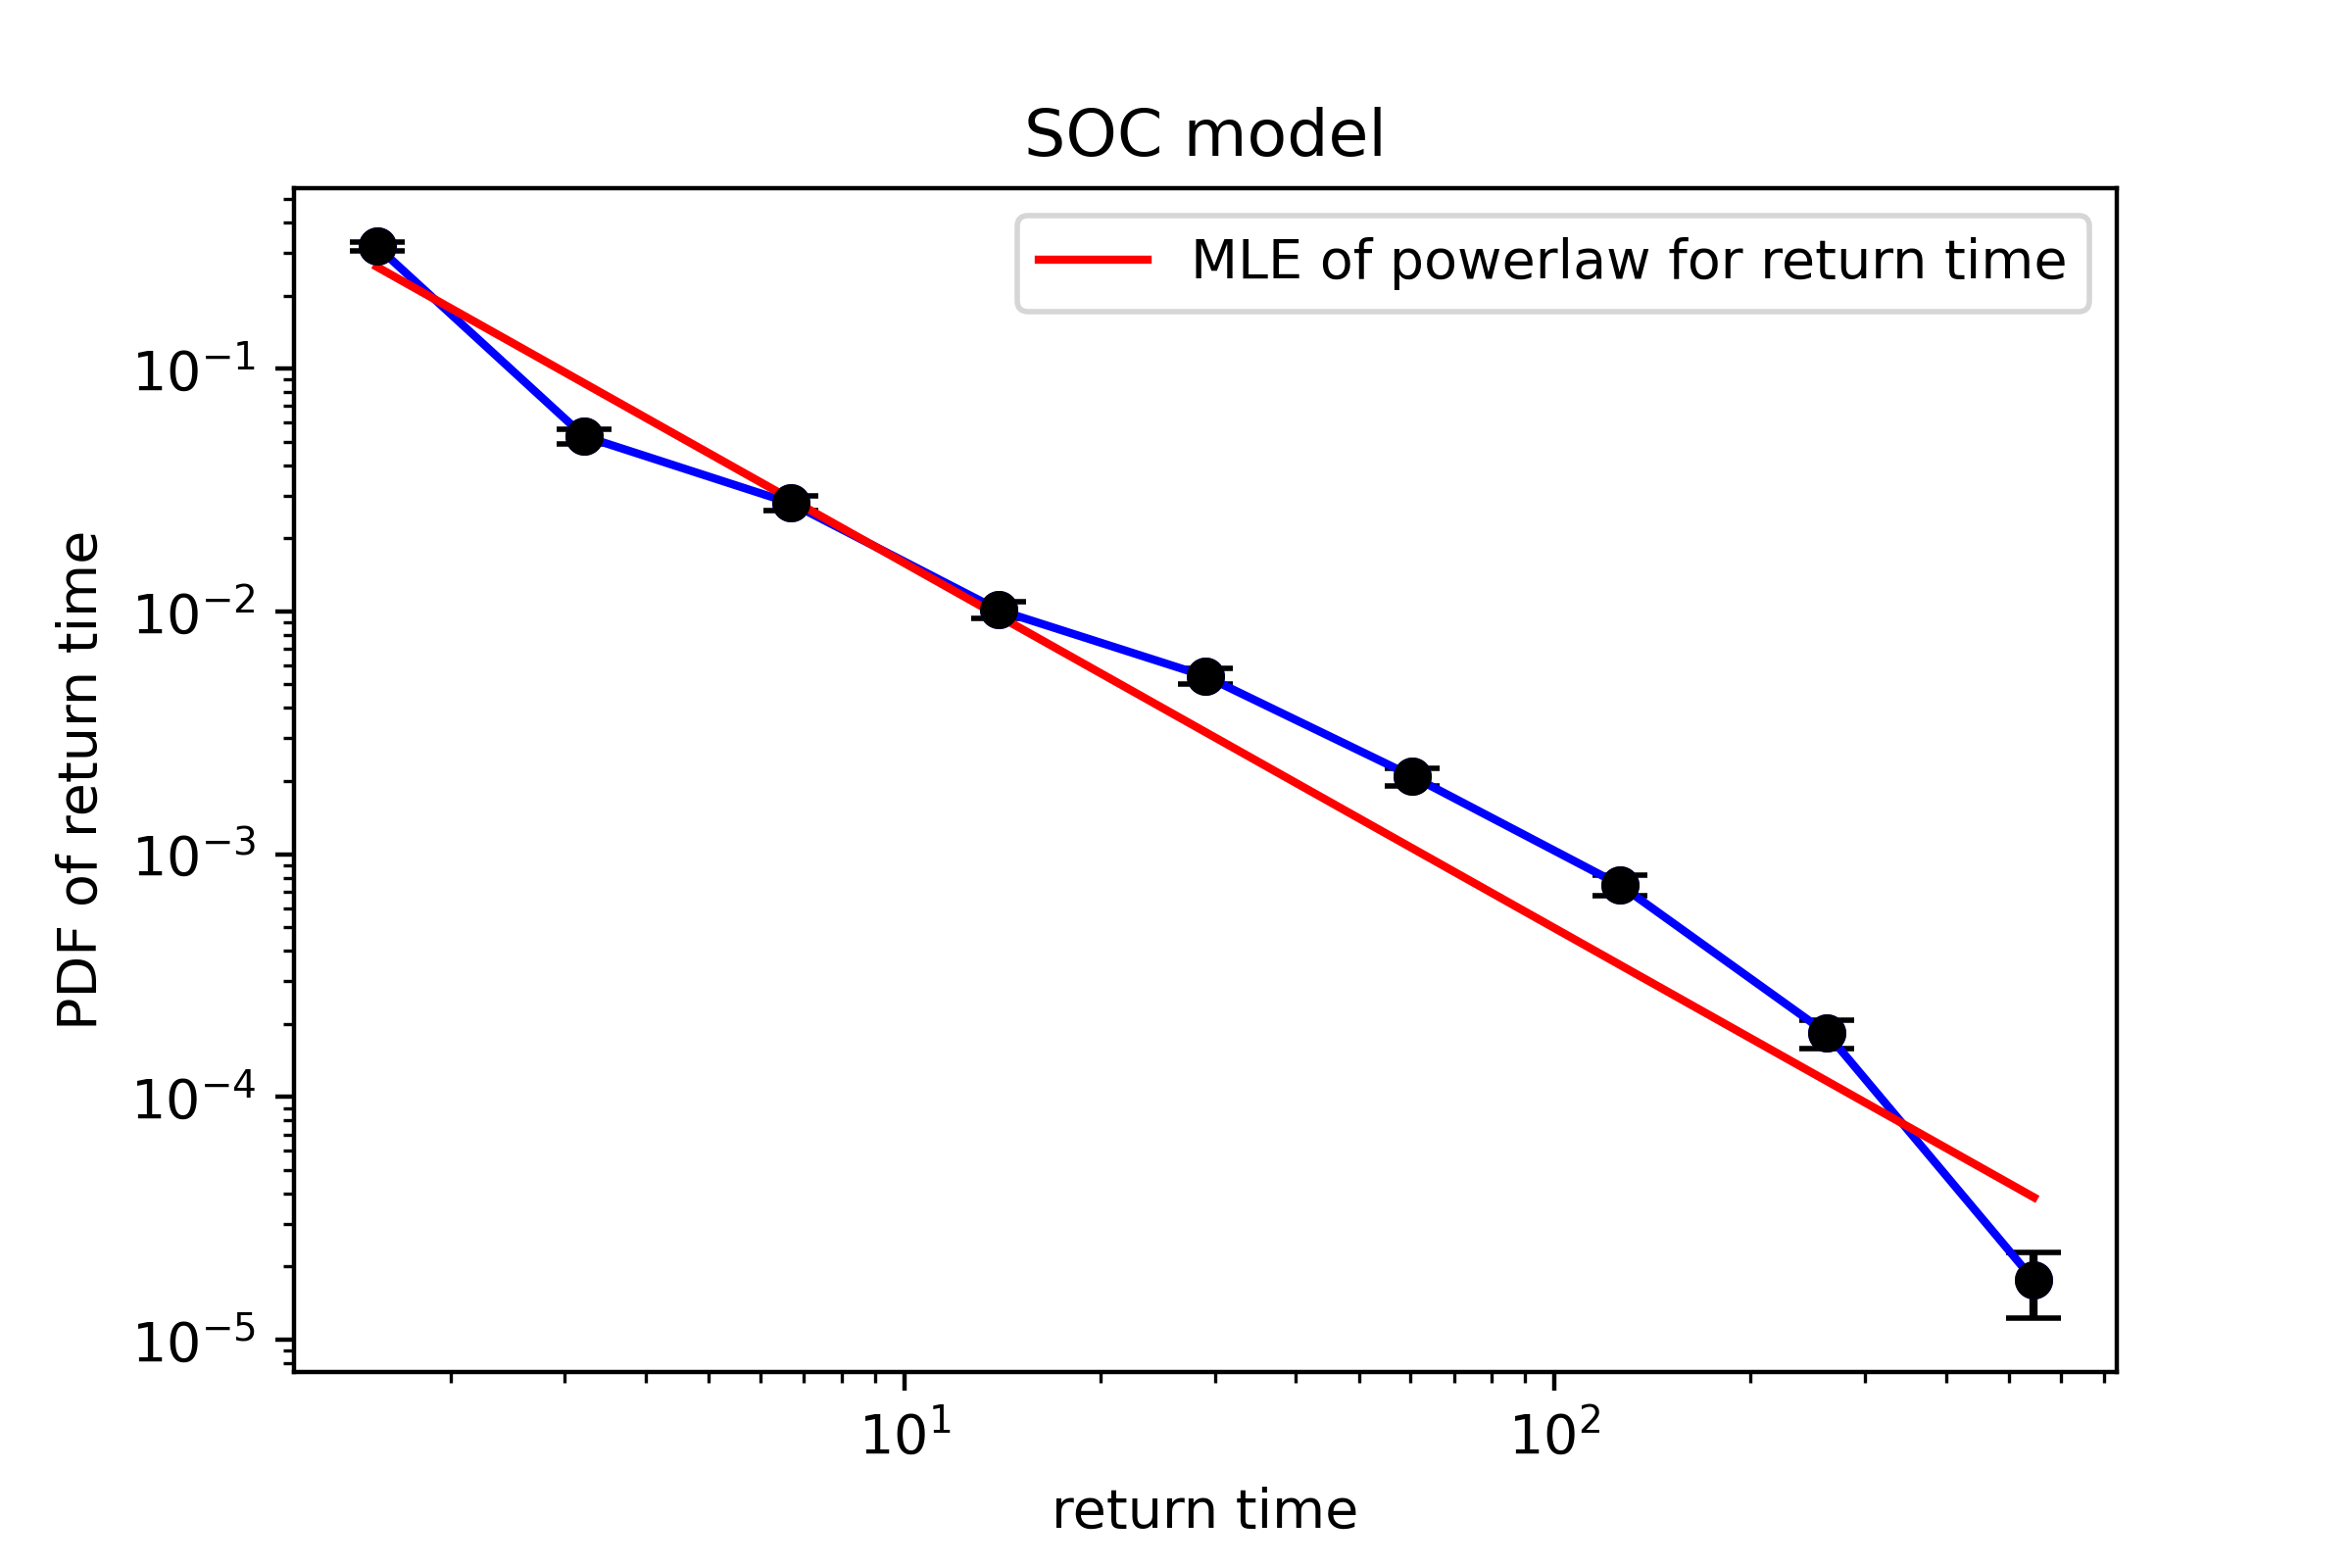 SOC model
MLE of powerlaw for return time
PDF of return time
10⁻¹
10⁻²
10⁻³
10⁻⁴
10⁻⁵
10¹
10²
return time